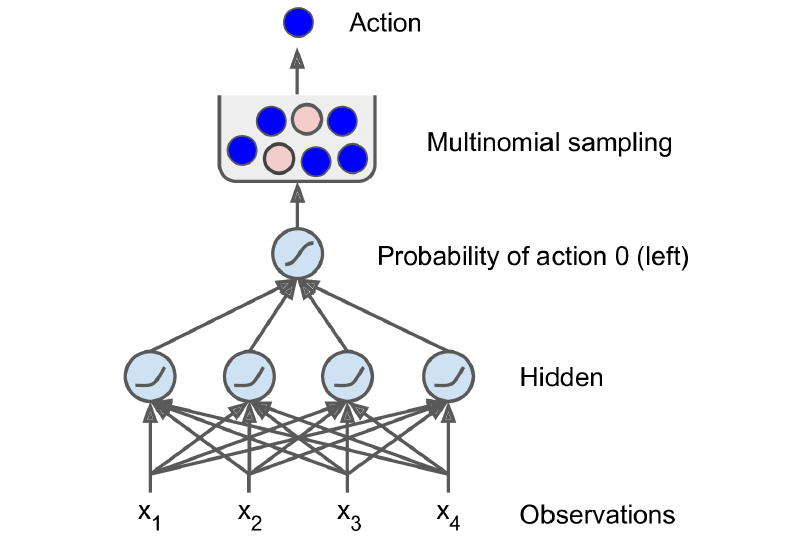 Action
Multinomial sampling
Probability of action 0 (left)
Hidden
x1 x2 x3 x4 Observations